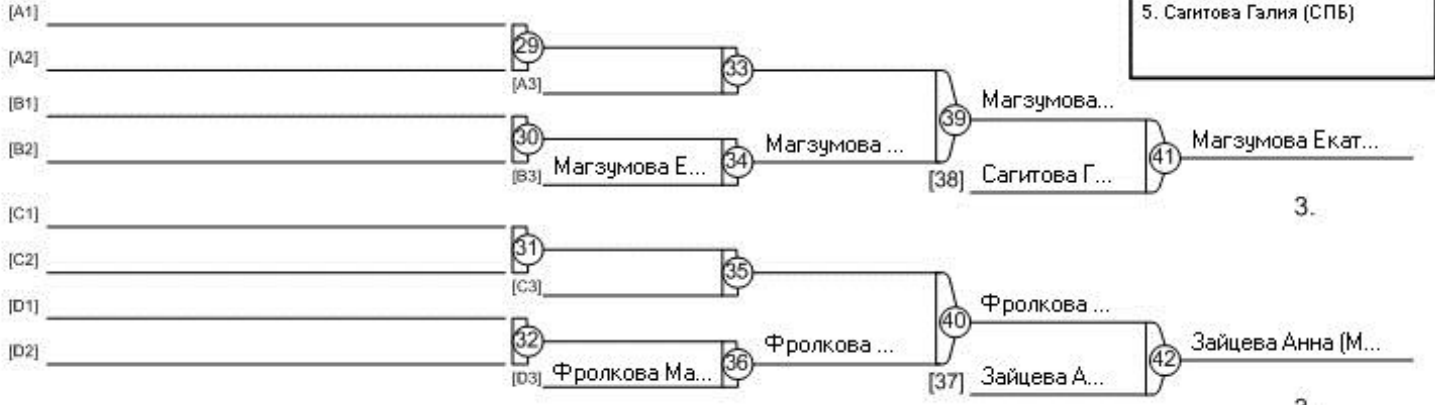 [A1]
5. Сагитова Галия (СПБ)
29
[A2]
33
[A3]
[B1]
Магзумова...
39
30
Магзумова Екат...
[B2]
Магзумова ...
41
Магзумова Е...
34
[B3]
[38]
Сагитова Г...
3.
[C1]
31
[C2]
35
[C3]
Фролкова ...
[D1]
40
32
Зайцева Анна (М...
[D2]
Фролкова ...
42
Фролкова Ма...
36
[D3]
[37]
Зайцева А...